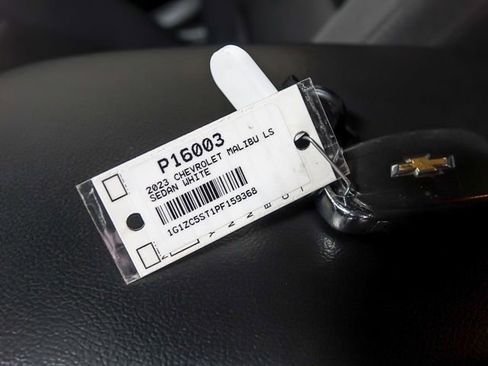 P16003
2023 CHEVROLET MALIBU LS
SEDAN WHITE
1G1ZC5ST1PF159368